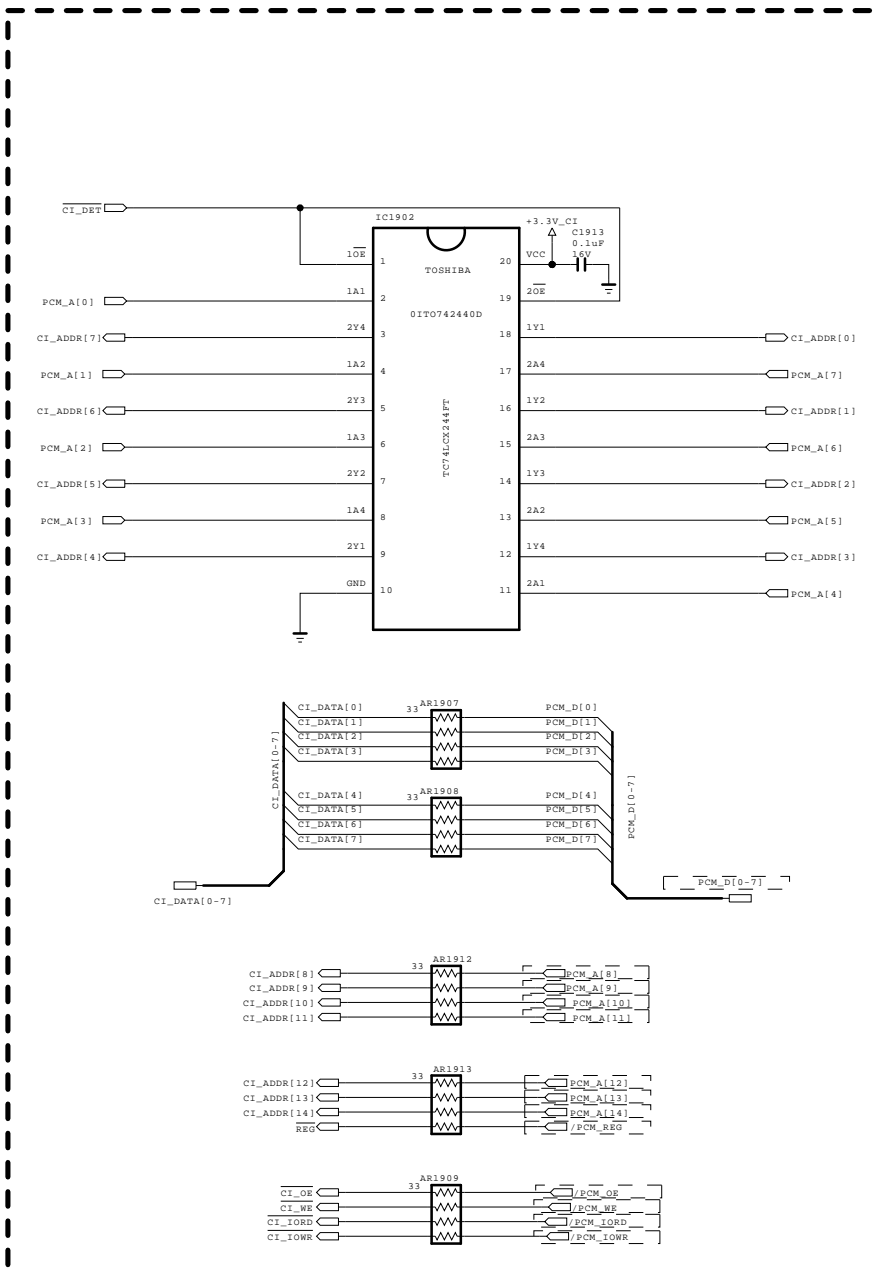 CI_DET
IC1902
+3.3V_CI
C1913
0.1uF
16V
1OE 1 TOSHIBA 20 VCC
PCM_A[0] 1A1 2 19 2OE
0ITO742440D
CI_ADDR[7] 2Y4 3 18 1Y1 CI_ADDR[0]
PCM_A[1] 1A2 4 17 2A4 PCM_A[7]
CI_ADDR[6] 2Y3 5 16 1Y2 CI_ADDR[1]
TC74LCX244FT
PCM_A[2] 1A3 6 15 2A3 PCM_A[6]
CI_ADDR[5] 2Y2 7 14 1Y3 CI_ADDR[2]
PCM_A[3] 1A4 8 13 2A2 PCM_A[5]
CI_ADDR[4] 2Y1 9 12 1Y4 CI_ADDR[3]
GND 10 11 2A1 PCM_A[4]
33 AR1907
CI_DATA[0] PCM_D[0]
CI_DATA[1] PCM_D[1]
CI_DATA[2] PCM_D[2]
CI_DATA[3] PCM_D[3]
CI_DATA[0-7]
PCM_D[0-7]
33 AR1908
CI_DATA[4] PCM_D[4]
CI_DATA[5] PCM_D[5]
CI_DATA[6] PCM_D[6]
CI_DATA[7] PCM_D[7]
PCM_D[0-7]
CI_DATA[0-7]
33 AR1912
CI_ADDR[8] PCM_A[8]
CI_ADDR[9] PCM_A[9]
CI_ADDR[10] PCM_A[10]
CI_ADDR[11] PCM_A[11]
33 AR1913
CI_ADDR[12] PCM_A[12]
CI_ADDR[13] PCM_A[13]
CI_ADDR[14] PCM_A[14]
REG /PCM_REG
33 AR1909
CI_OE /PCM_OE
CI_WE /PCM_WE
CI_IORD /PCM_IORD
CI_IOWR /PCM_IOWR